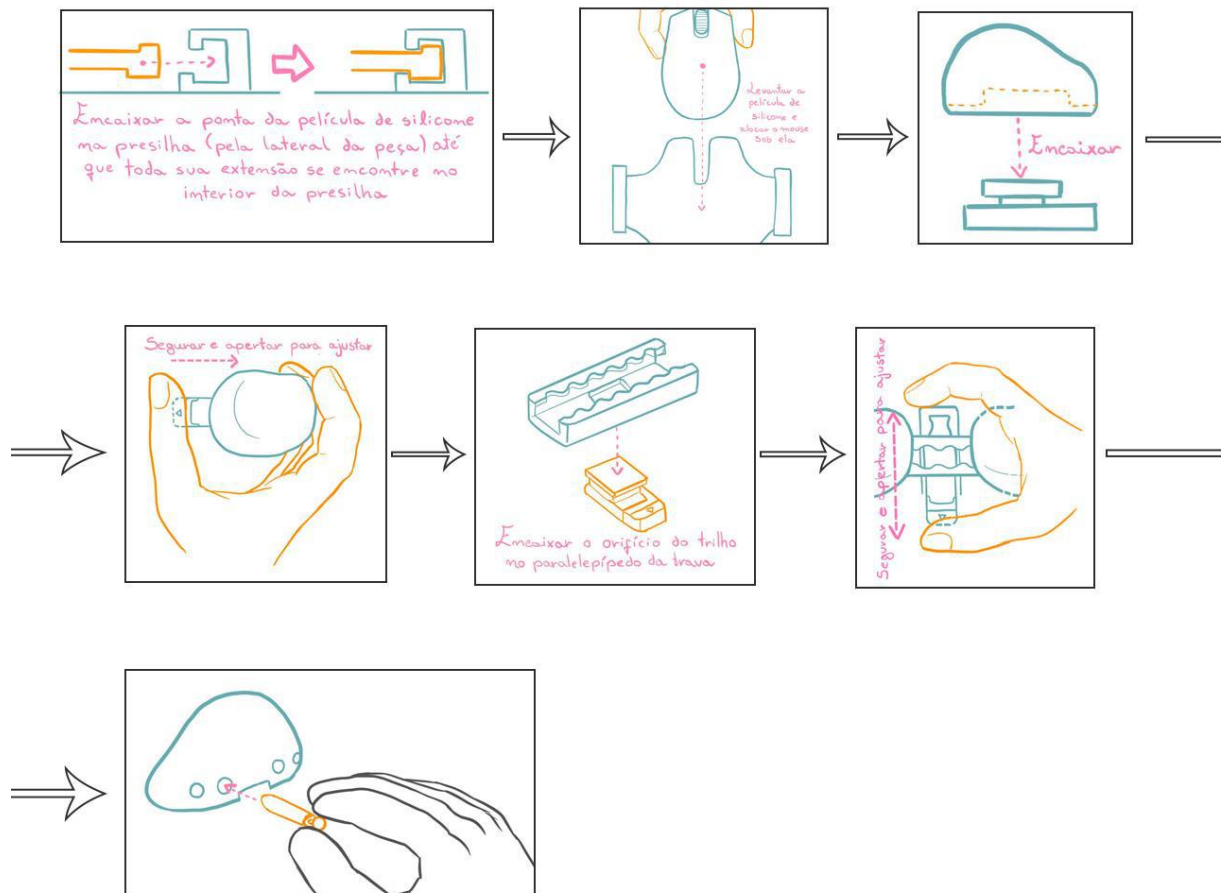 Encaixar a ponta da película de silicone
na presilha (pela lateral da peça) até
que toda sua extensão se encontre no
interior da presilha
Levantar a
película de
silicone e
alocar o mouse
sob ela
Encaixar
Segurar e apertar para ajustar
Encaixar o orifício do trilho
no paralelepípedo da trava
Segurar e apertar para ajustar